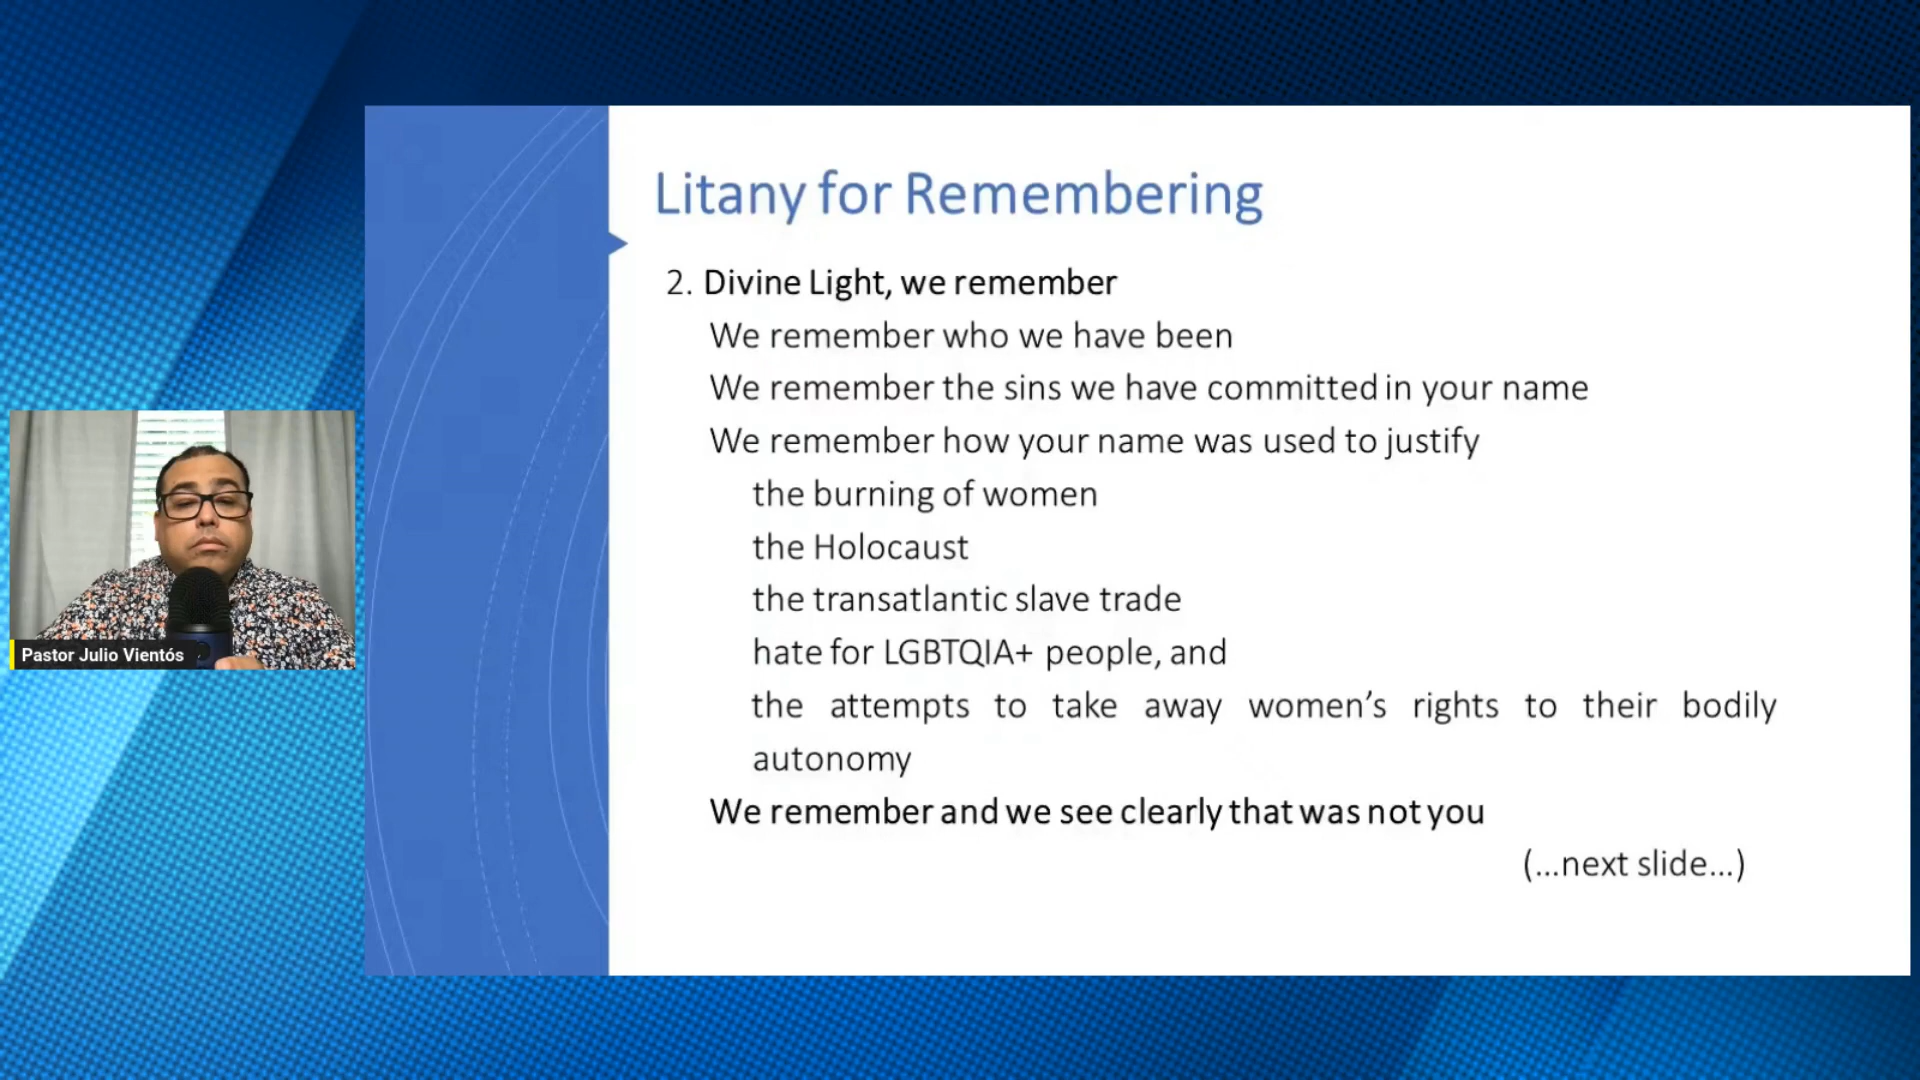 Litany for Remembering
2. Divine Light, we remember
We remember who we have been
We remember the sins we have committed in your name
We remember how your name was used to justify
the burning of women
the Holocaust
the transatlantic slave trade
hate for LGBTQIA+ people, and
the attempts to take away women’s rights to their bodily
autonomy
We remember and we see clearly that was not you
(...next slide...)
Pastor Julio Vientós